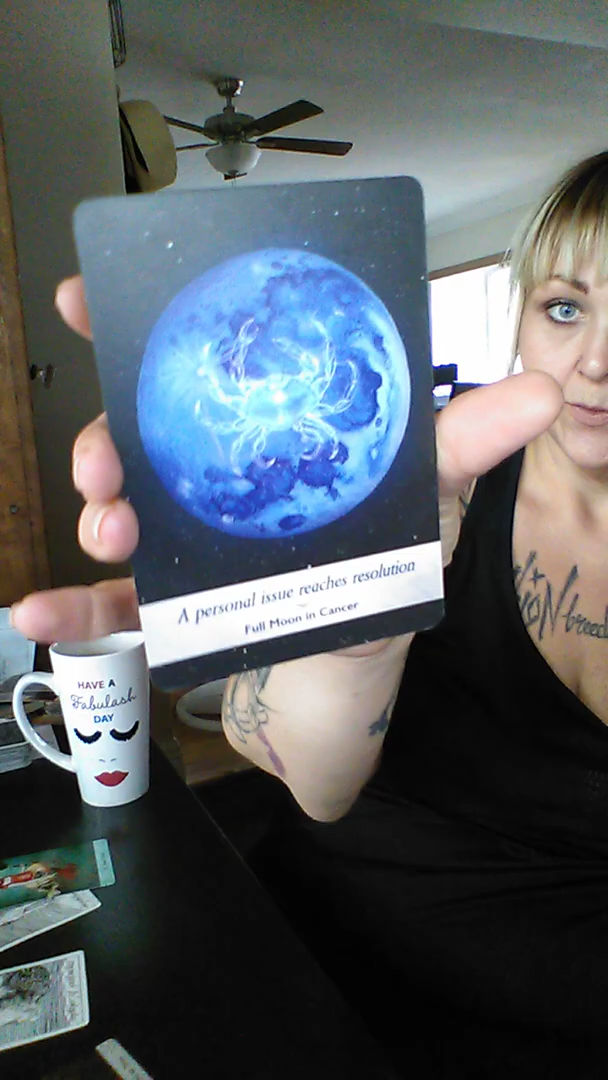 A personal issue reaches resolution
Full Moon in Cancer
HAVE A
Fabulash
DAY